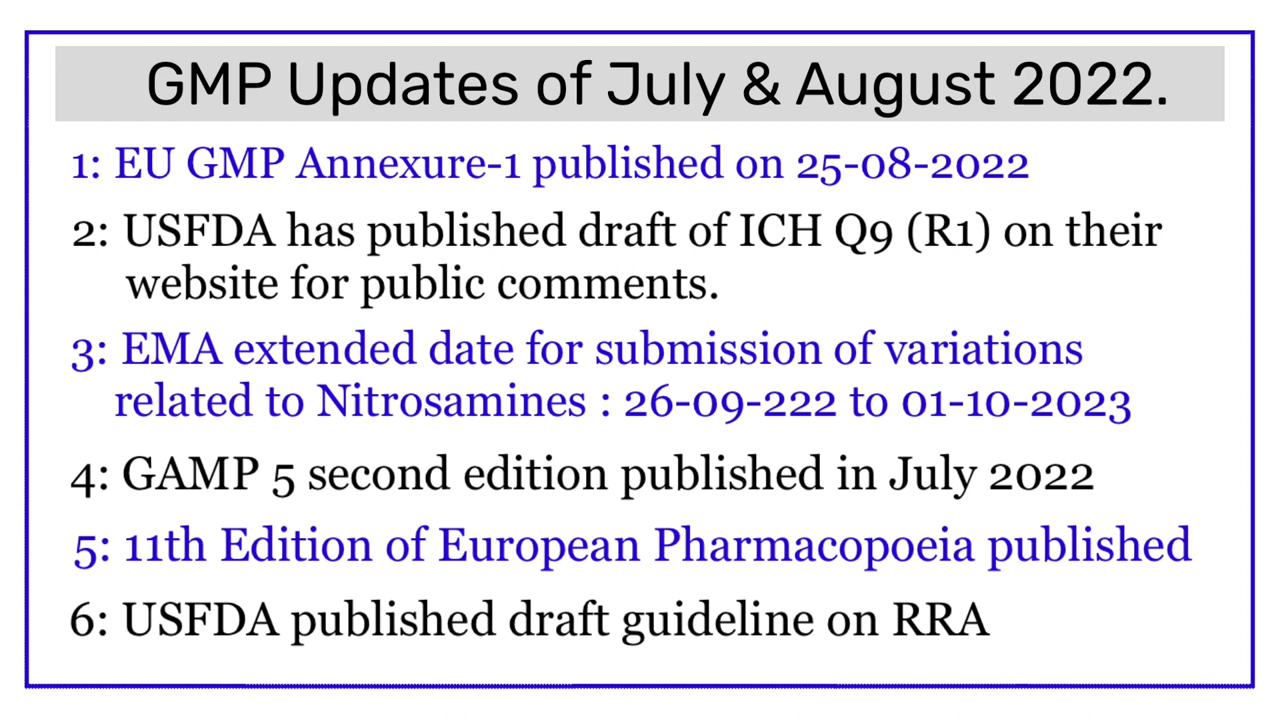 GMP Updates of July & August 2022.
1: EU GMP Annexure-1 published on 25-08-2022
2: USFDA has published draft of ICH Q9 (R1) on their
website for public comments.
3: EMA extended date for submission of variations
related to Nitrosamines : 26-09-222 to 01-10-2023
4: GAMP 5 second edition published in July 2022
5: 11th Edition of European Pharmacopoeia published
6: USFDA published draft guideline on RRA